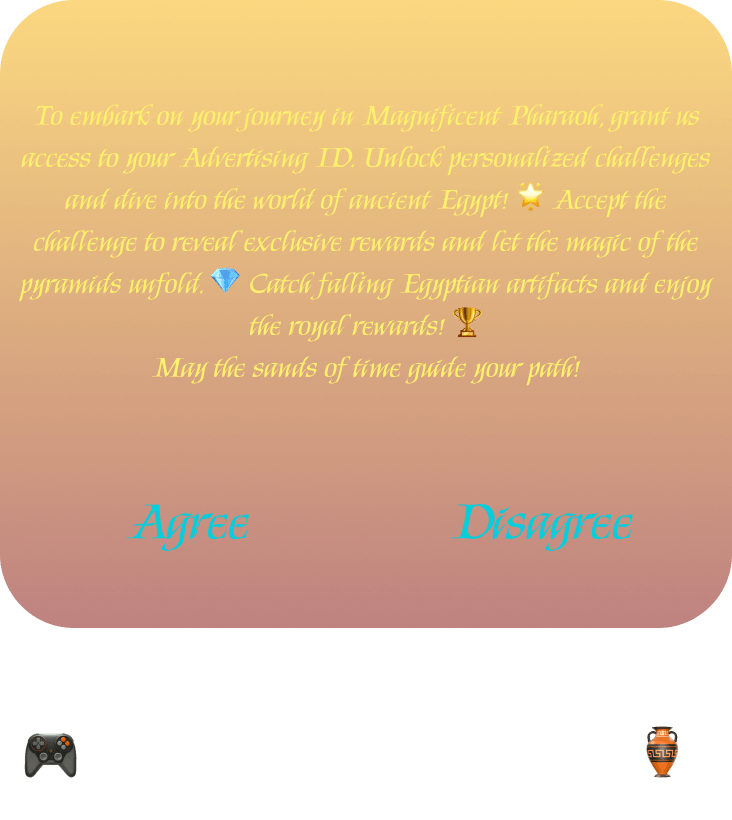 To embark on your journey in Magnificent Pharaoh, grant us
access to your Advertising ID. Unlock personalized challenges
and dive into the world of ancient Egypt! 🌟 Accept the
challenge to reveal exclusive rewards and let the magic of the
pyramids unfold. 💎 Catch falling Egyptian artifacts and enjoy
the royal rewards! 🏆
May the sands of time guide your path!
Agree Disagree